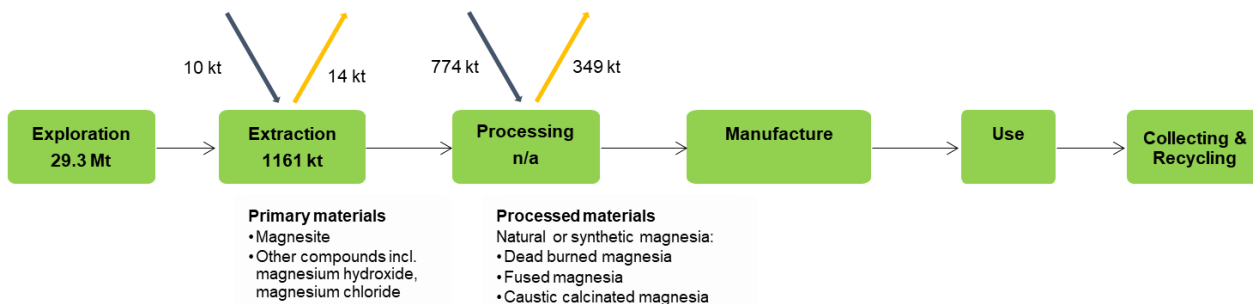 10 kt
14 kt
774 kt
349 kt
Exploration
29.3 Mt
Extraction
1161 kt
Processing
n/a
Manufacture
Use
Collecting &
Recycling
Primary materials
•Magnesite
•Other compounds incl.
magnesium hydroxide,
magnesium chloride
Processed materials
Natural or synthetic magnesia:
•Dead burned magnesia
•Fused magnesia
•Caustic calcinated magnesia